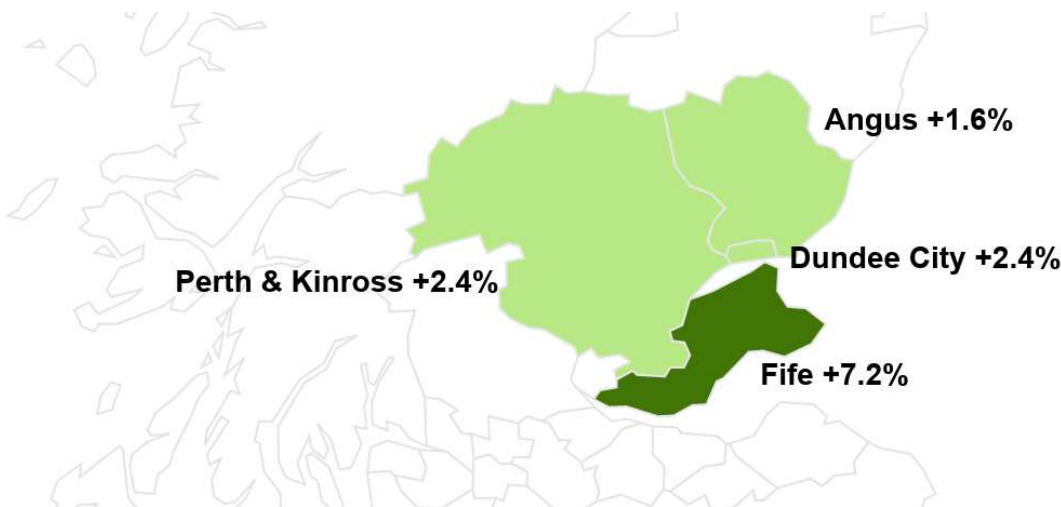 Angus +1.6%
Dundee City +2.4%
Perth & Kinross +2.4%
Fife +7.2%